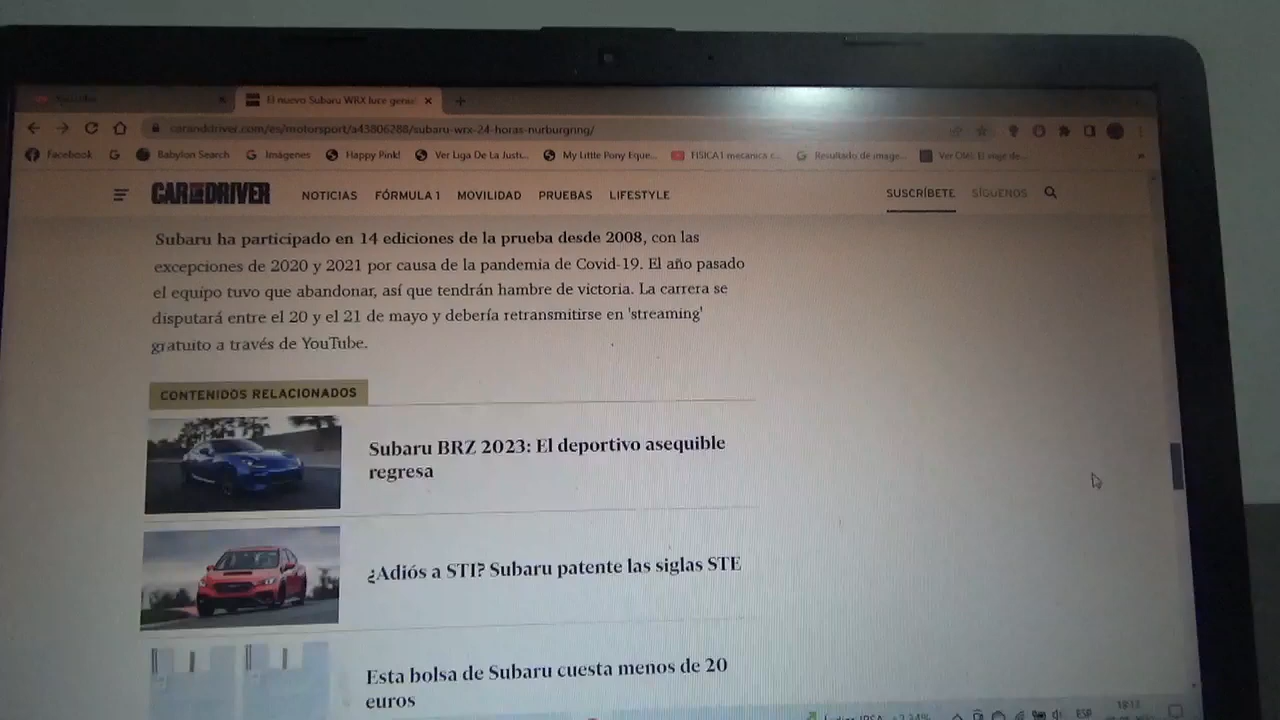 El nuevo Subaru WRX luce genia
caranddriver.com/es/motorsport/a43806288/subaru-wrx-24-horas-nurburgring/
Facebook
Babylon Search
Imágenes
Happy Pink!
Ver Liga De La Justi...
My Little Pony Eque...
FISICA I mecanica c...
Resultado de image...
Ver Olé! El viaje de...
CAR AND DRIVER
NOTICIAS FÓRMULA 1 MOVILIDAD PRUEBAS LIFESTYLE
SUSCRÍBETE SÍGUENOS
Subaru ha participado en 14 ediciones de la prueba desde 2008, con las
excepciones de 2020 y 2021 por causa de la pandemia de Covid-19. El año pasado
el equipo tuvo que abandonar, así que tendrán hambre de victoria. La carrera se
disputará entre el 20 y el 21 de mayo y debería retransmitirse en 'streaming'
gratuito a través de YouTube.
CONTENIDOS RELACIONADOS
Subaru BRZ 2023: El deportivo asequible
regresa
¿Adiós a STI? Subaru patente las siglas STE
Esta bolsa de Subaru cuesta menos de 20
euros
ESP
18:13